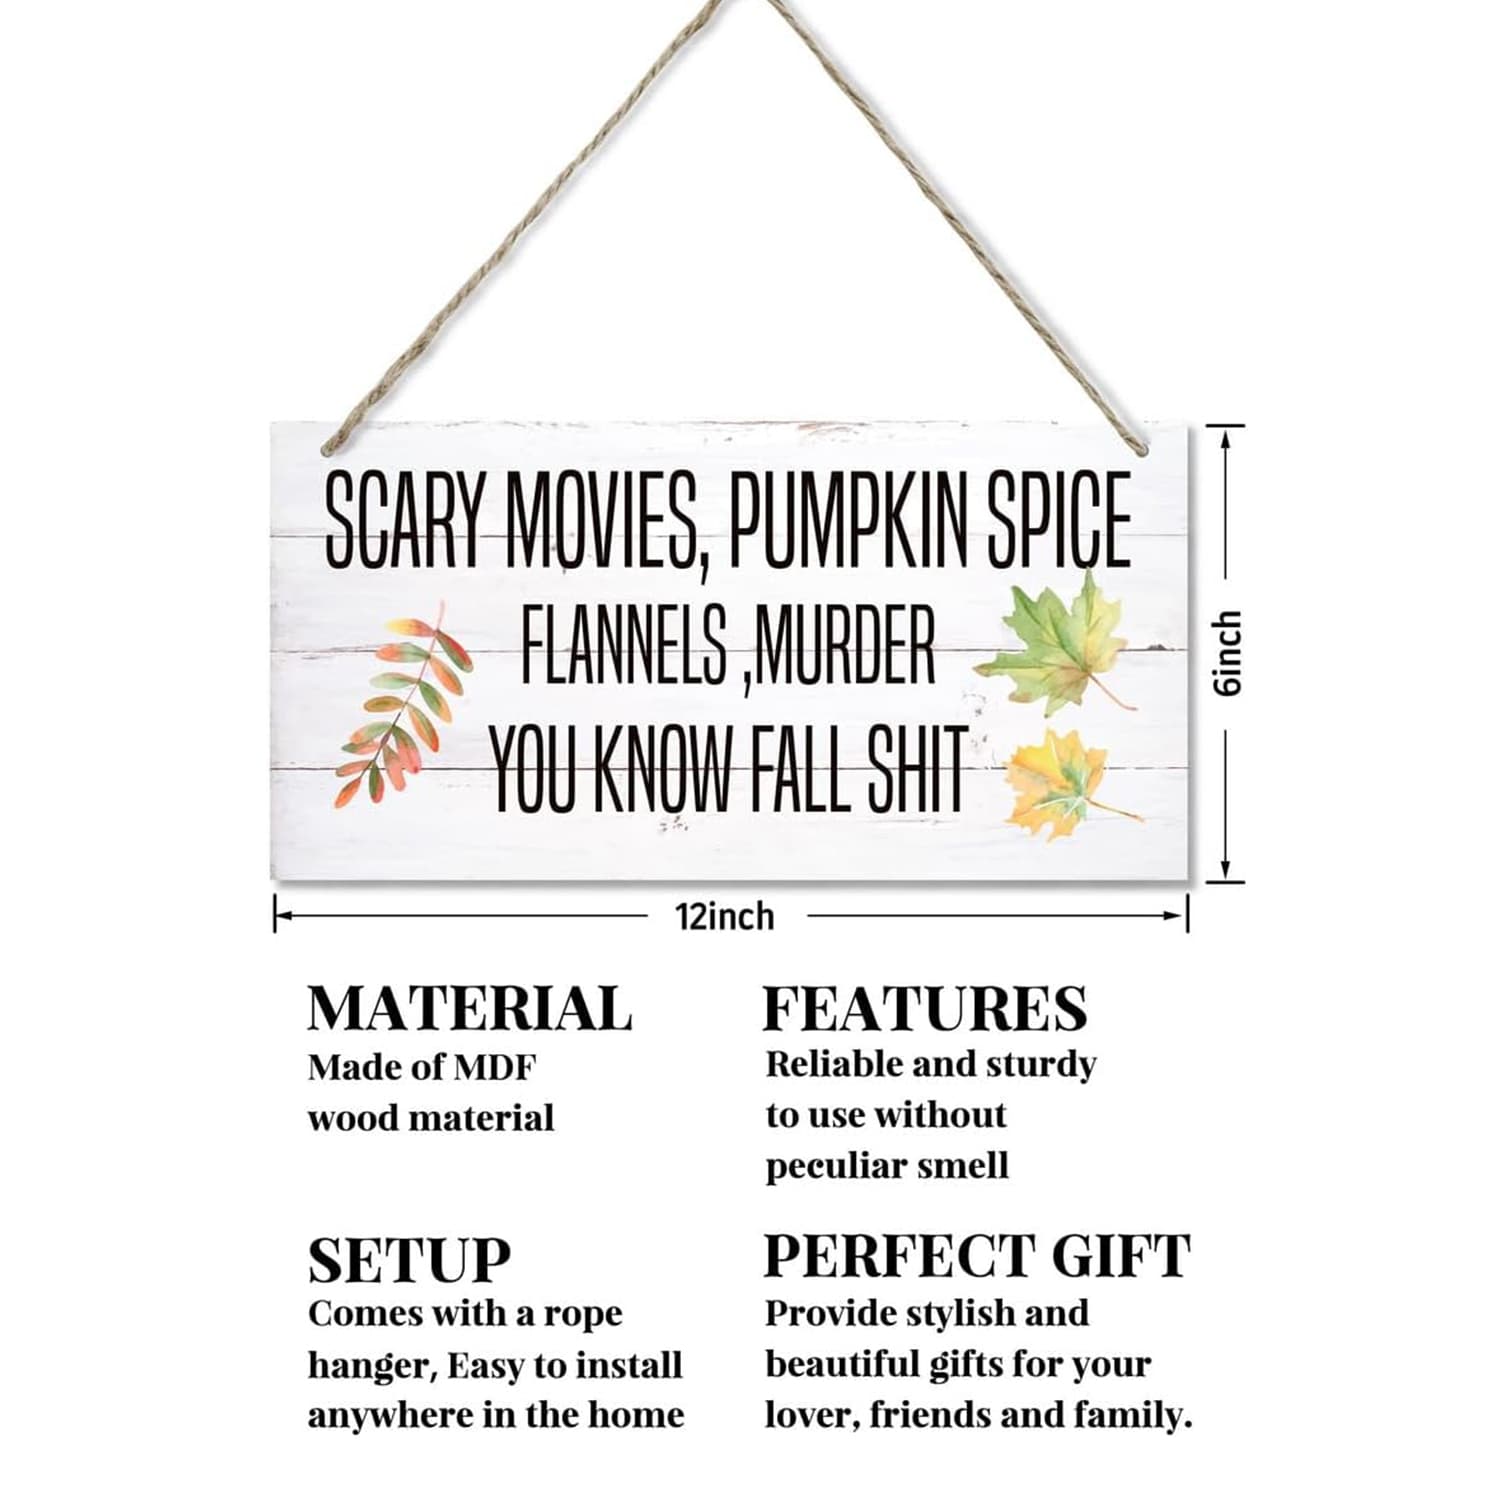 SCARY MOVIES, PUMPKIN SPICE
FLANNELS ,MURDER
YOU KNOW FALL SHIT
6inch
12inch
MATERIAL
Made of MDF
wood material
FEATURES
Reliable and sturdy
to use without
peculiar smell
SETUP
Comes with a rope
hanger, Easy to install
anywhere in the home
PERFECT GIFT
Provide stylish and
beautiful gifts for your
lover, friends and family.